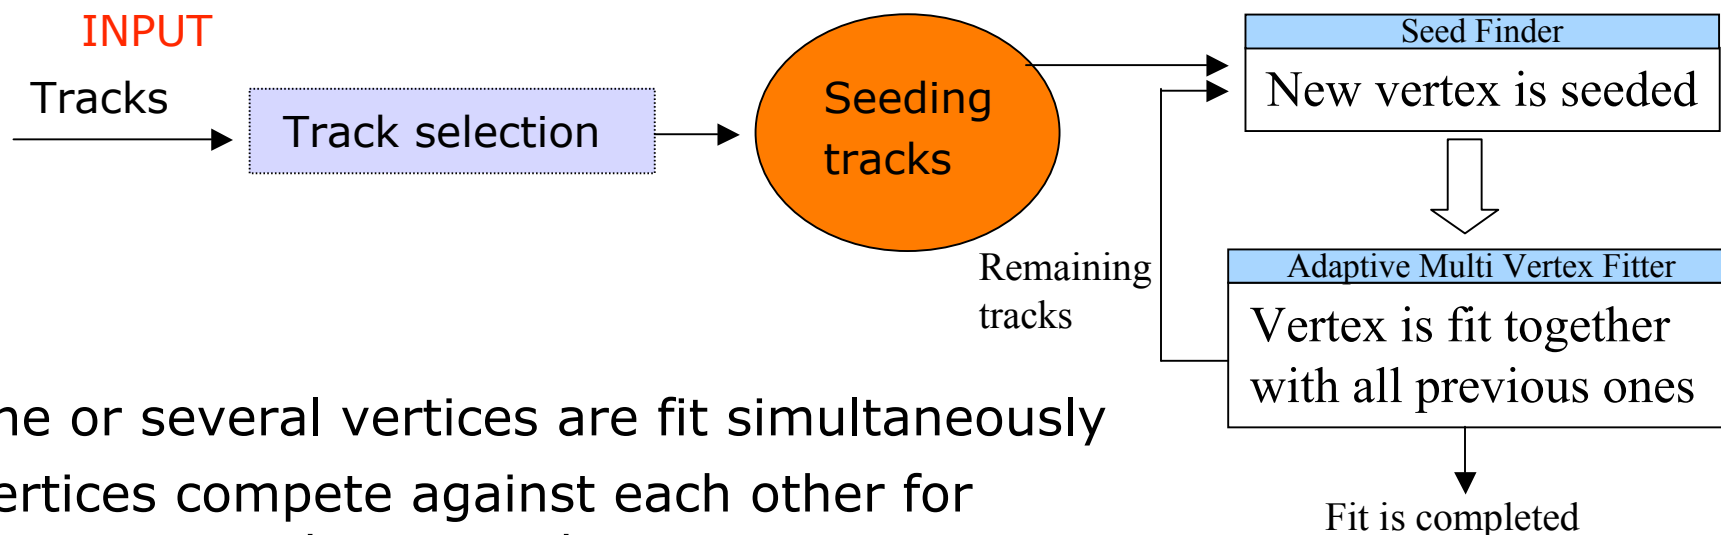 INPUT
Tracks
Track selection
Seeding
tracks
Seed Finder
New vertex is seeded
Remaining
tracks
Adaptive Multi Vertex Fitter
Vertex is fit together
with all previous ones
Fit is completed
or several vertices are fit simultaneously
compete against each other for